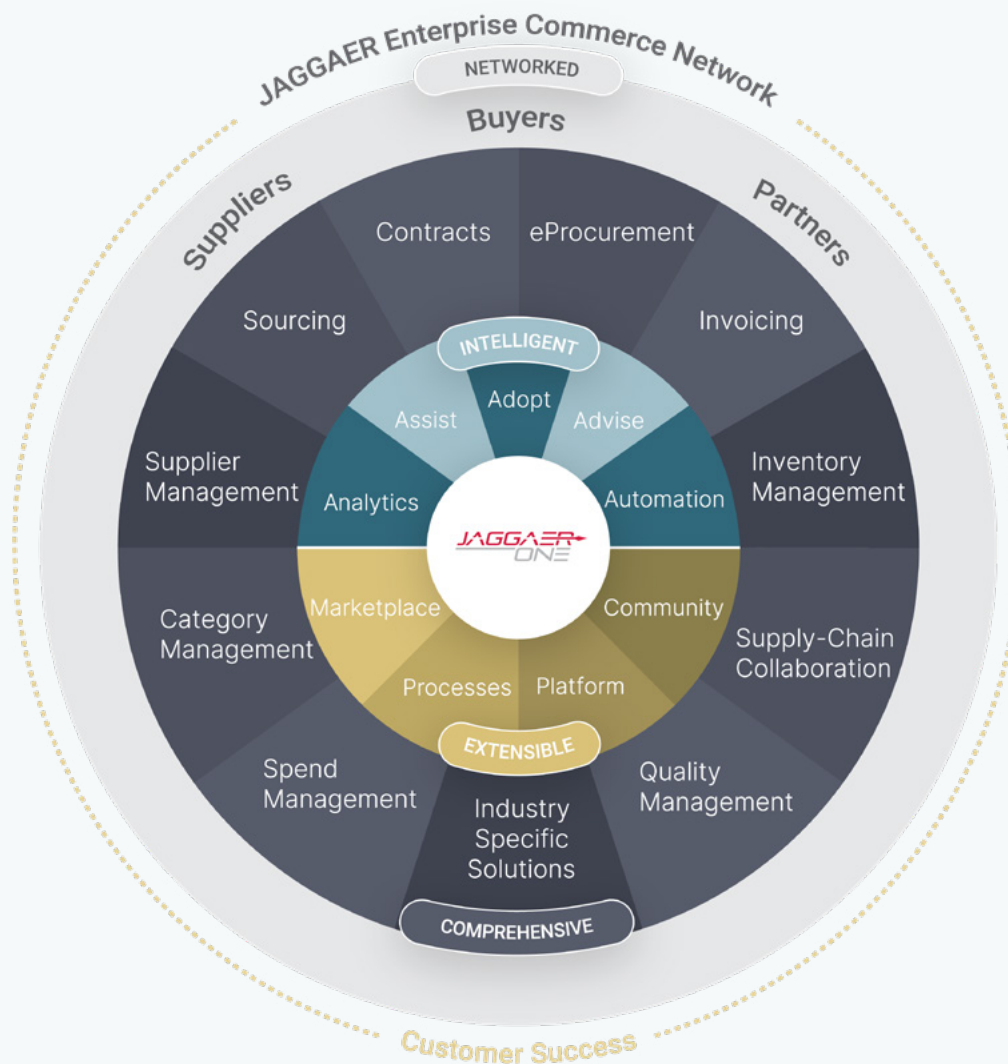 JAGGAER Enterprise Commerce Network
NETWORKED
Buyers
Suppliers
Partners
Contracts
eProcurement
Sourcing
Invoicing
INTELLIGENT
Adopt
Assist
Advise
Supplier
Management
Inventory
Management
Analytics
Automation
JAGGAER
ONE
Marketplace
Community
Category
Management
Supply-Chain
Collaboration
Processes
Platform
EXTENSIBLE
Spend
Management
Quality
Management
Industry
Specific
Solutions
COMPREHENSIVE
Customer Success